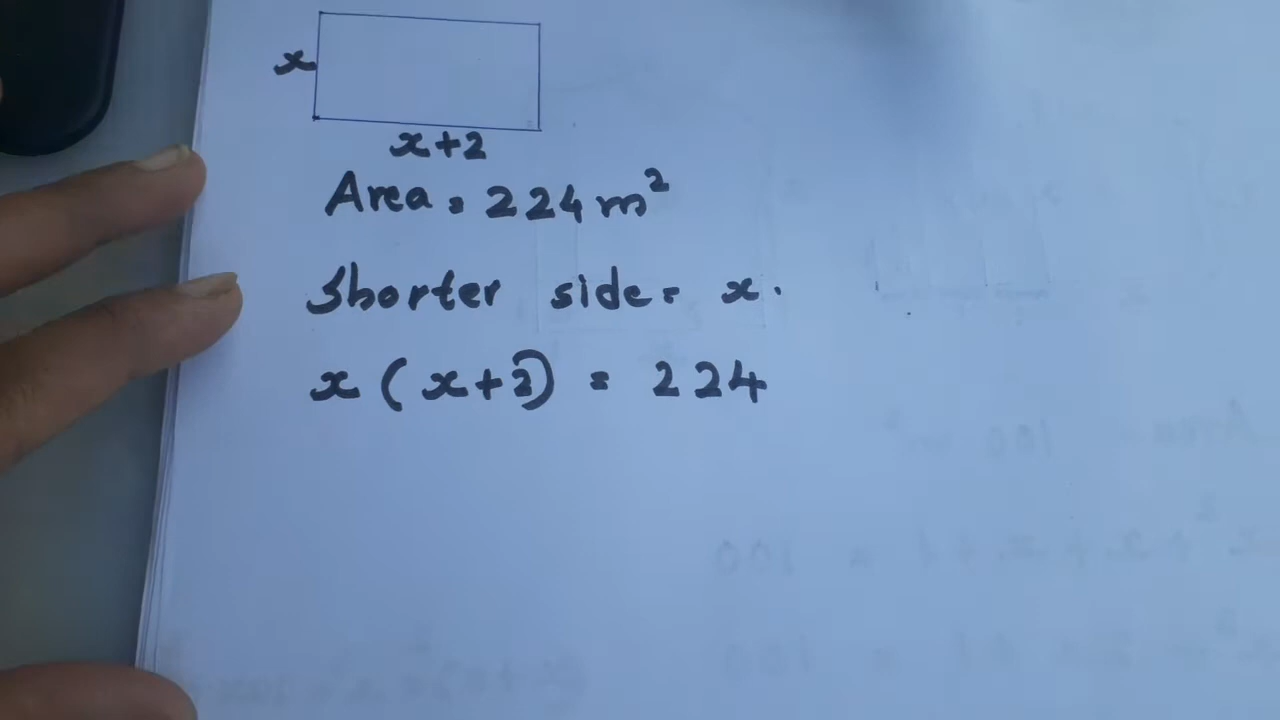 x
x+2
Area = 224 m²
Shorter side = x.
x (x+2) = 224